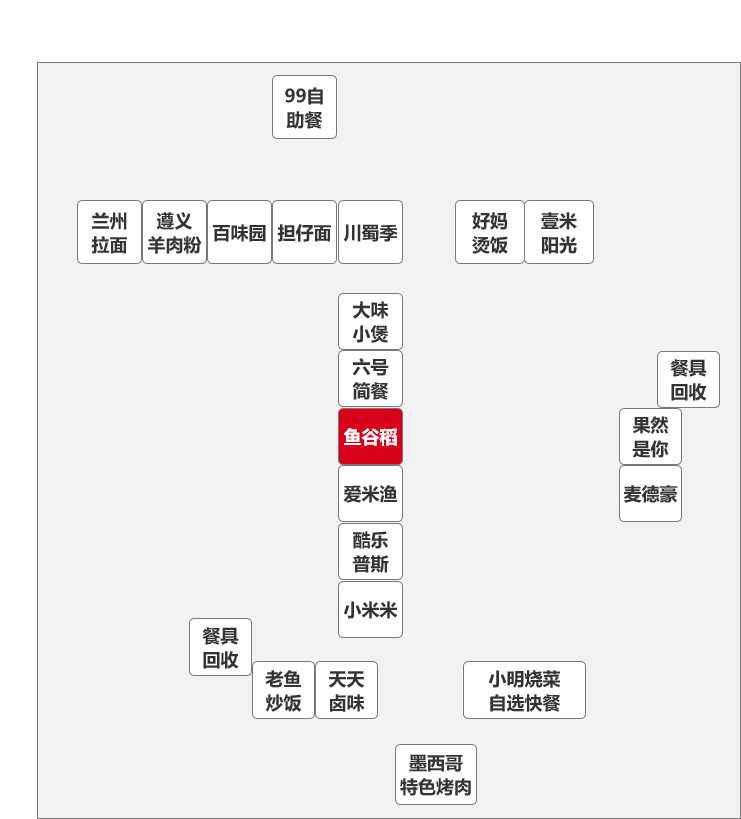 99自
助餐
兰州
拉面
遵义
羊肉粉
百味园
担仔面
川蜀季
好妈
烫饭
壹米
阳光
大味
小煲
六号
简餐
餐具
回收
鱼谷稻
果然
是你
爱米渔
麦德豪
酷乐
普斯
小米米
餐具
回收
老鱼
炒饭
天天
卤味
小明烧菜
自选快餐
墨西哥
特色烤肉